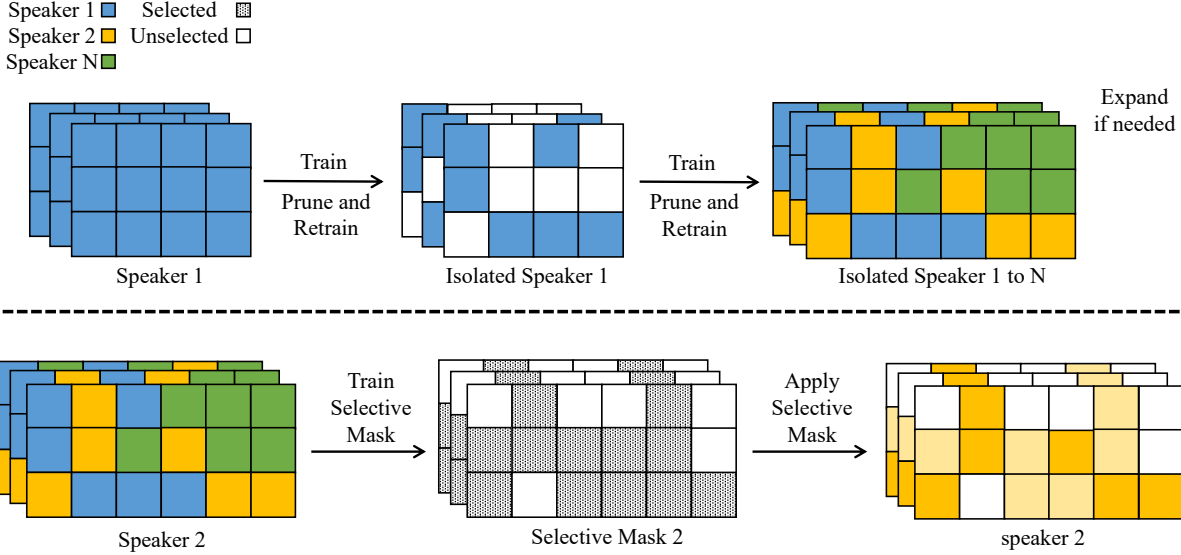 Speaker 1 Selected
Speaker 2 Unselected
Speaker N
Expand
if needed
Train
Prune and
Retrain
Train
Prune and
Retrain
Speaker 1
Isolated Speaker 1
Isolated Speaker 1 to N
Train
Selective
Mask
Apply
Selective
Mask
Speaker 2
Selective Mask 2
speaker 2